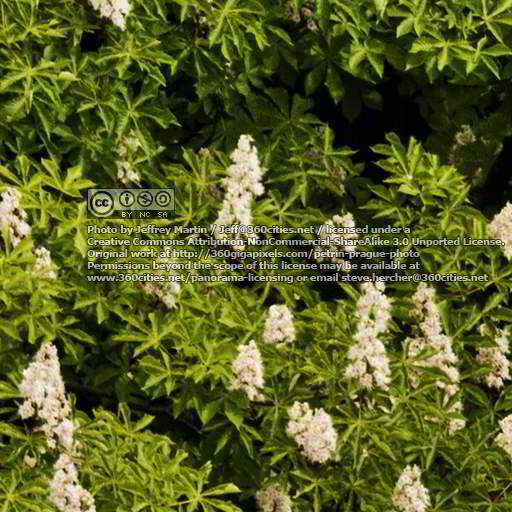 cc
BY NC SA
Photo by Jeffrey Martin / jeff@360cities.net / licensed under a
Creative Commons Attribution-NonCommercial-ShareAlike 3.0 Unported License.
Original work at http://360gigapixels.com/petrin-prague-photo
Permissions beyond the scope of this license may be available at
www.360cities.net/panorama-licensing or email steve.hercher@360cities.net